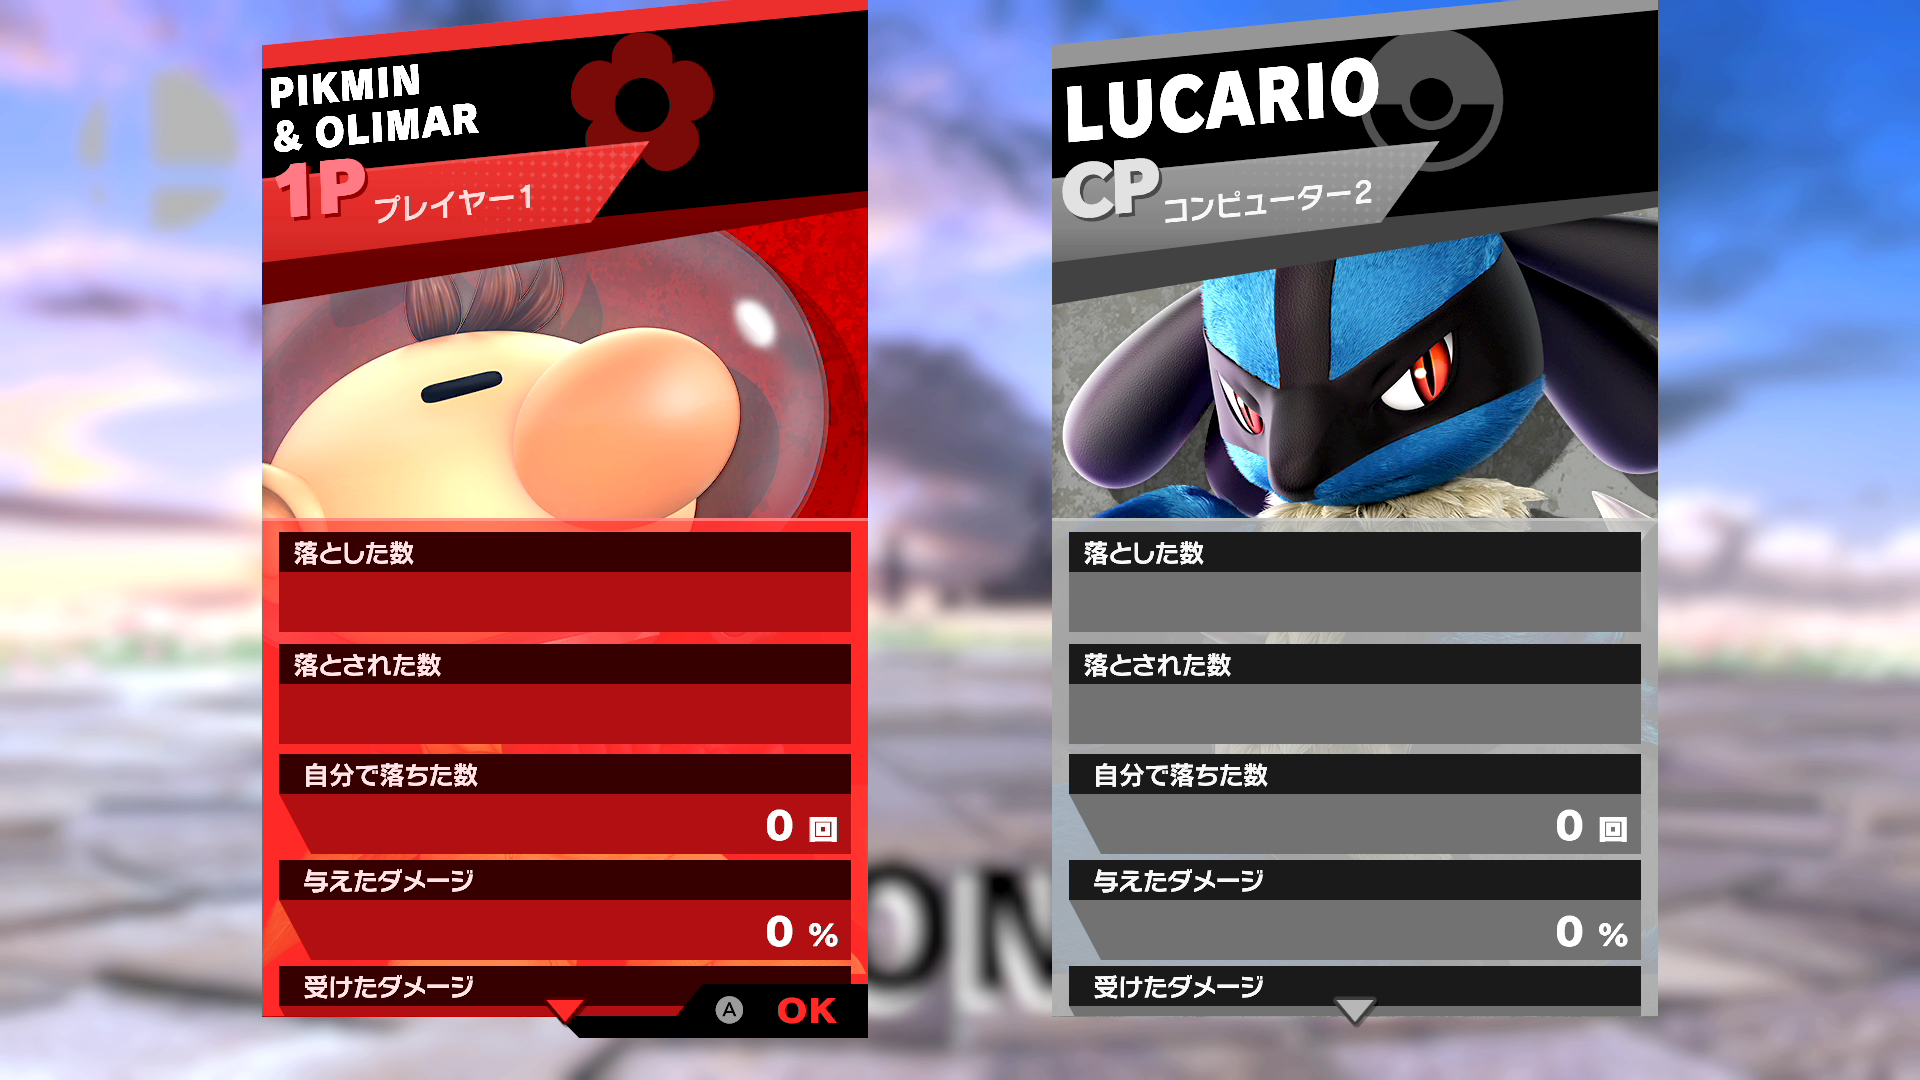 PIKMIN
& OLIMAR
1P プレイヤー1
落とした数
落とされた数
自分で落ちた数
0 回
与えたダメージ
0 %
受けたダメージ
A OK
LUCARIO
CP コンピューター2
落とした数
落とされた数
自分で落ちた数
0 回
与えたダメージ
0 %
受けたダメージ
ON